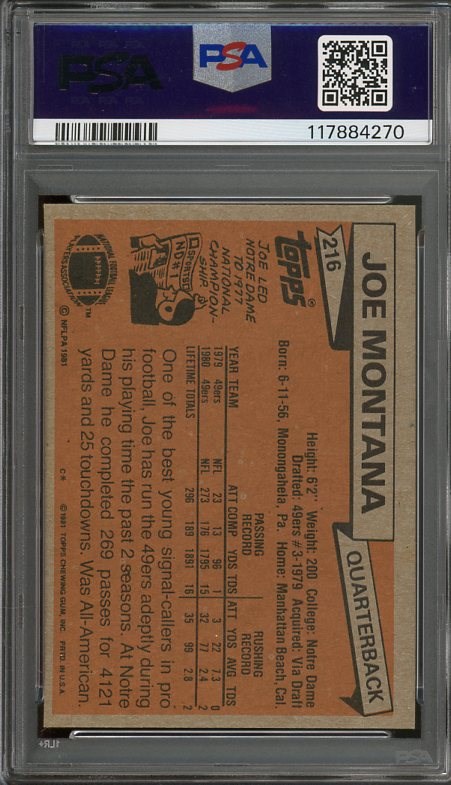 PSA
PSA
117884270
216
JOE MONTANA
QUARTERBACK
TOPPS®
Height: 6'2" Weight: 200 College: Notre Dame
Drafted: 49ers #3-1979 Acquired: Via Draft
Born: 6-11-56, Monongahela, Pa. Home: Manhattan Beach, Cal.
JOE LED
NOTRE DAME
TO 1977
NATIONAL
CHAMPION-
SHIP.
SPORTS
NO#1
PASSING RUSHING
RECORD RECORD
YEAR TEAM ATT COMP YDS TDS ATT YDS AVG TDS
1979 49ers NFL 23 13 96 1 3 22 7.3 0
1980 49ers NFL 273 176 1795 15 32 77 2.4 2
LIFETIME TOTALS 296 189 1891 16 35 99 2.8 2
One of the best young signal-callers in pro
football, Joe has run the 49ers adeptly during
his playing time the past 2 seasons. At Notre
Dame he completed 269 passes for 4121
yards and 25 touchdowns. Was All-American.
TM
© NFLPA 1981
© 1981 TOPPS CHEWING GUM, INC. PRTD. IN U.S.A.
PSA